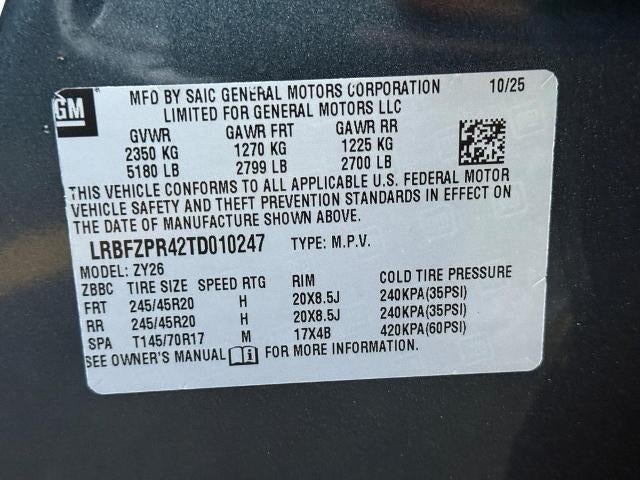 GM
MFD BY SAIC GENERAL MOTORS CORPORATION 10/25
LIMITED FOR GENERAL MOTORS LLC
GVWR GAWR FRT GAWR RR
2350 KG 1270 KG 1225 KG
5180 LB 2799 LB 2700 LB
THIS VEHICLE CONFORMS TO ALL APPLICABLE U.S. FEDERAL MOTOR
VEHICLE SAFETY AND THEFT PREVENTION STANDARDS IN EFFECT ON
THE DATE OF MANUFACTURE SHOWN ABOVE.
LRBFZPR42TD010247 TYPE: M.P.V.
MODEL: ZY26
ZBBC TIRE SIZE SPEED RTG RIM COLD TIRE PRESSURE
FRT 245/45R20 H 20X8.5J 240KPA(35PSI)
RR 245/45R20 H 20X8.5J 240KPA(35PSI)
SPA T145/70R17 M 17X4B 420KPA(60PSI)
SEE OWNER'S MANUAL FOR MORE INFORMATION.